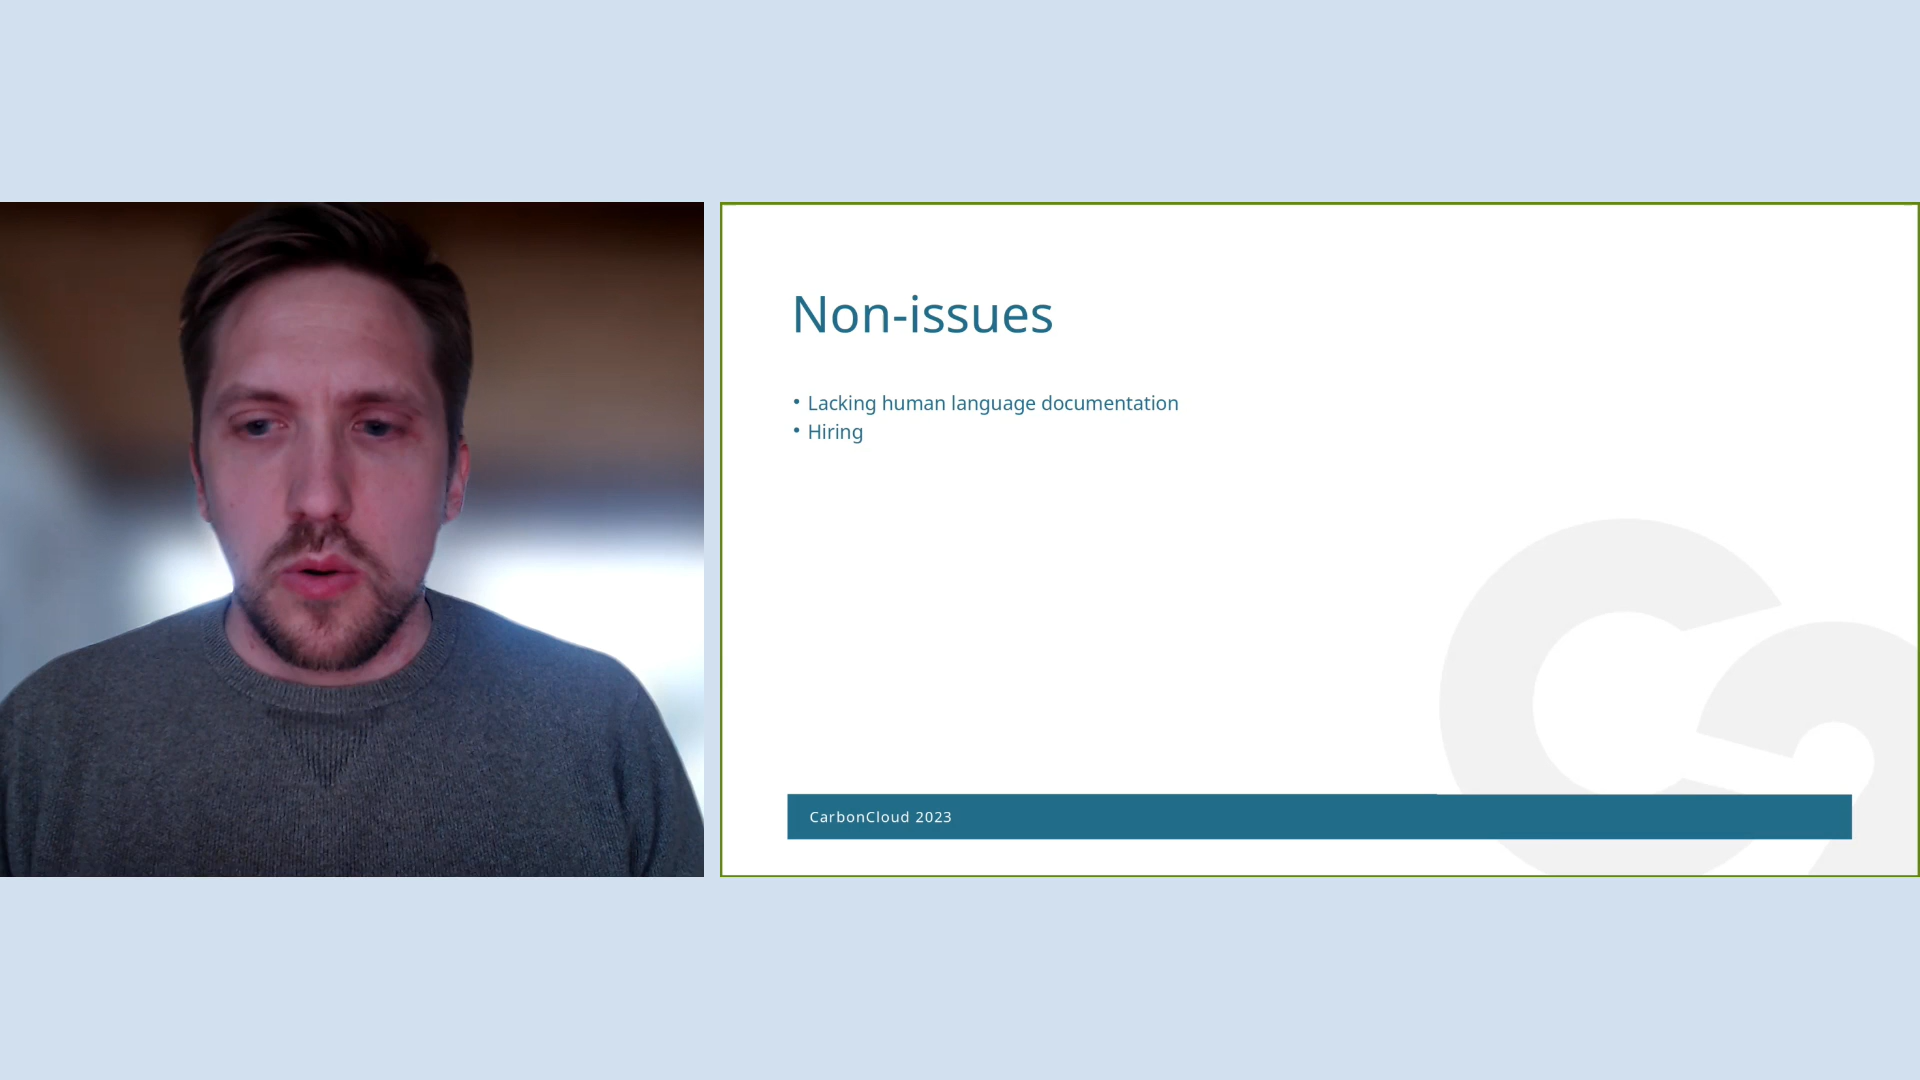 Non-issues
• Lacking human language documentation
• Hiring
CarbonCloud 2023